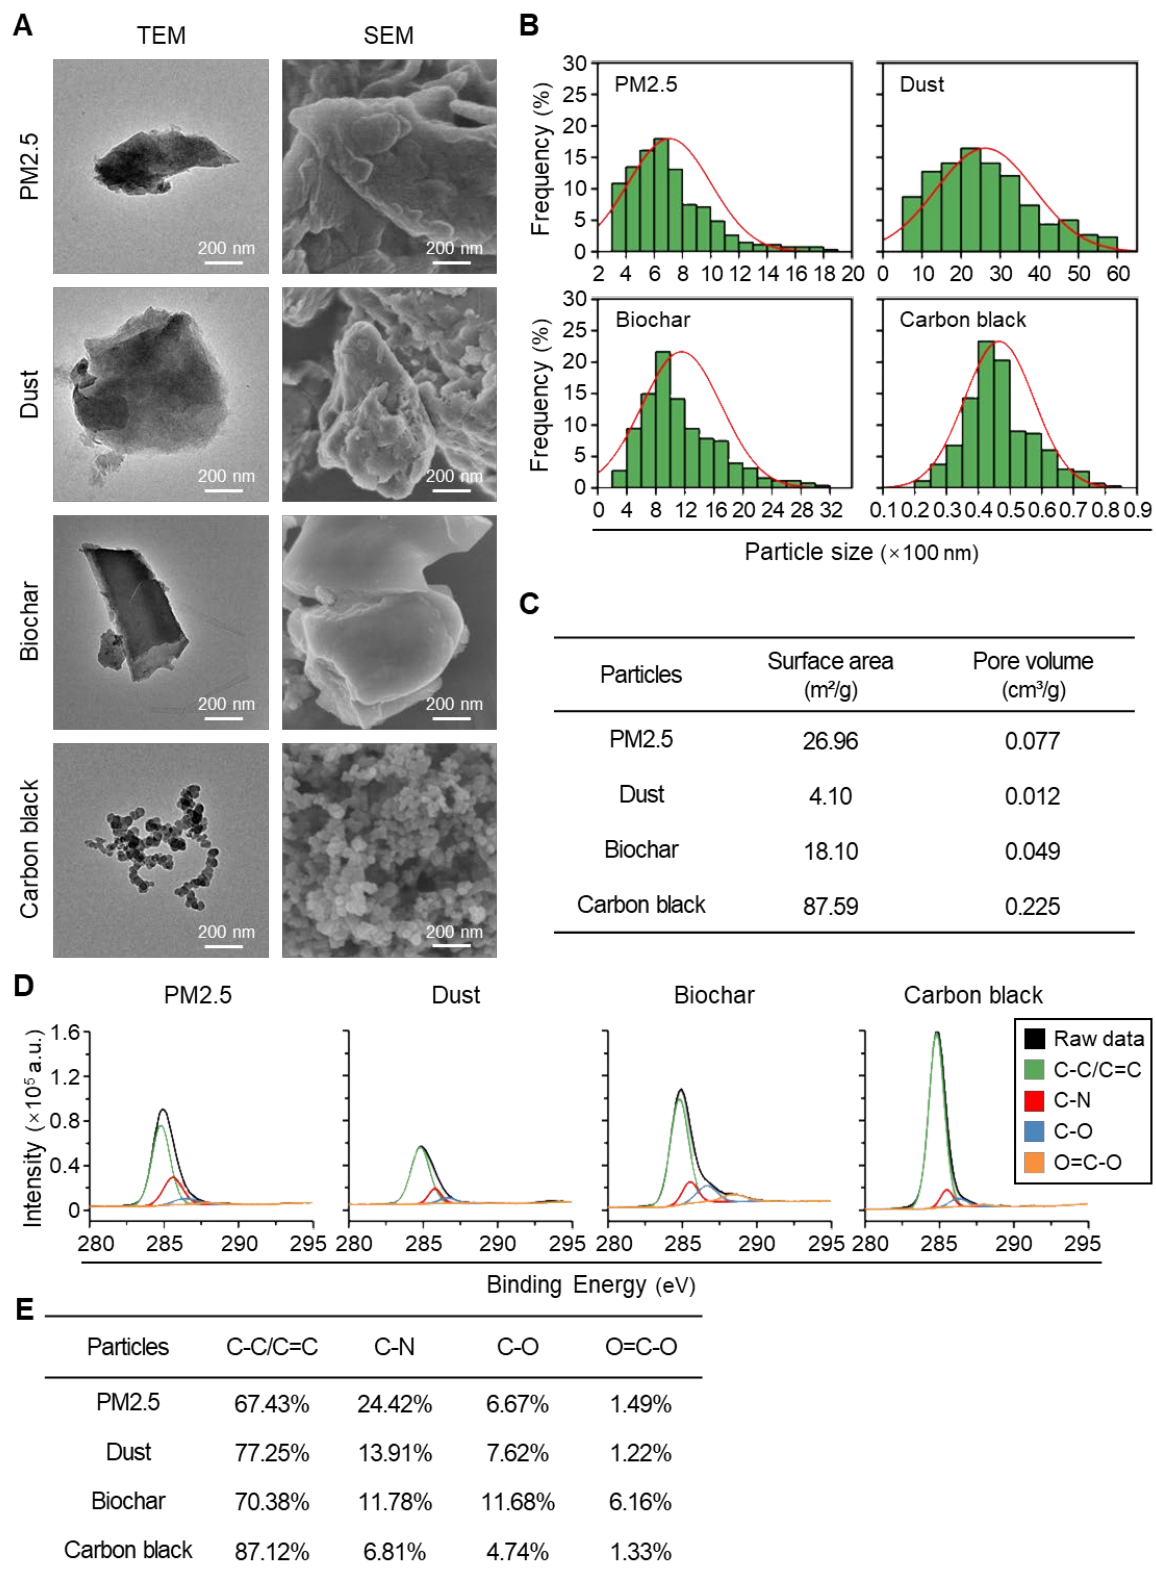 A
TEM
SEM
PM2.5
200 nm
200 nm
Dust
200 nm
200 nm
Biochar
200 nm
200 nm
Carbon black
200 nm
200 nm
B
Frequency (%)
30
25
20
15
10
5
0
PM2.5
2 4 6 8 10 12 14 16 18 20
Dust
0 10 20 30 40 50 60
Frequency (%)
30
25
20
15
10
5
0
Biochar
0 4 8 12 16 20 24 28 32
Carbon black
0.1 0.2 0.3 0.4 0.5 0.6 0.7 0.8 0.9
Particle size (×100 nm)
C
Particles Surface area (m²/g) Pore volume (cm³/g)
PM2.5 26.96 0.077
Dust 4.10 0.012
Biochar 18.10 0.049
Carbon black 87.59 0.225
D
PM2.5
Dust
Biochar
Carbon black
Intensity (×10⁵ a.u.)
1.6
1.2
0.8
0.4
0
280 285 290 295
280 285 290 295
280 285 290 295
280 285 290 295
Raw data
C-C/C=C
C-N
C-O
O=C-O
Binding Energy (eV)
E
Particles C-C/C=C C-N C-O O=C-O
PM2.5 67.43% 24.42% 6.67% 1.49%
Dust 77.25% 13.91% 7.62% 1.22%
Biochar 70.38% 11.78% 11.68% 6.16%
Carbon black 87.12% 6.81% 4.74% 1.33%